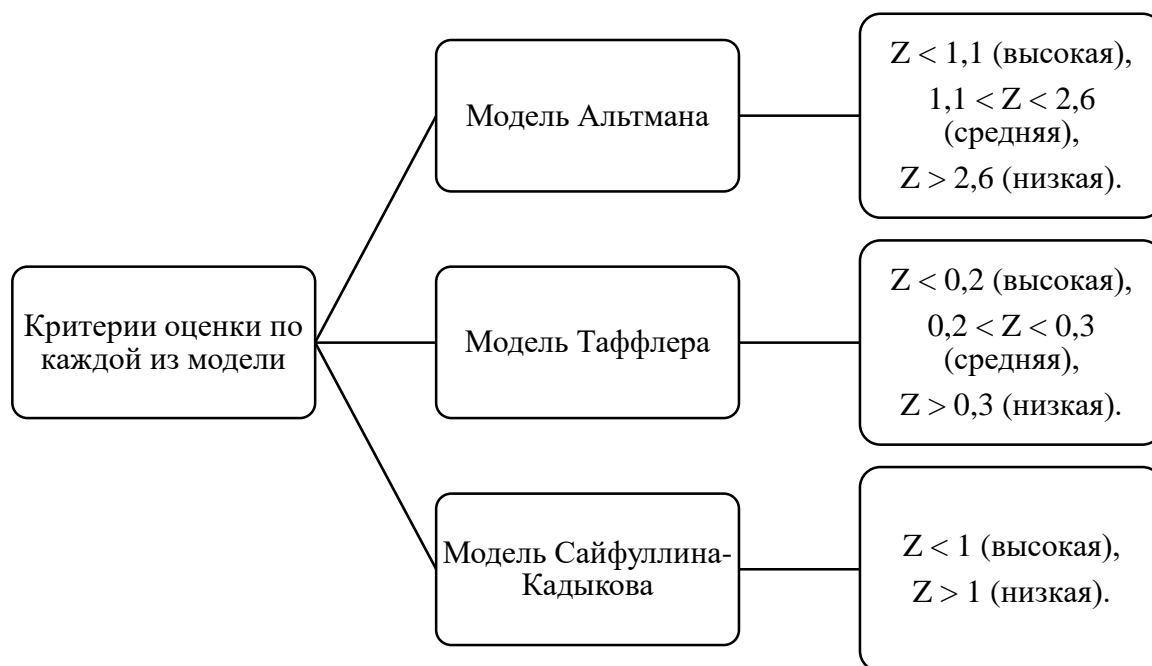 Критерии оценки по
каждой из модели
Модель Альтмана
Z < 1,1 (высокая),
1,1 < Z < 2,6
(средняя),
Z > 2,6 (низкая).
Модель Таффлера
Z < 0,2 (высокая),
0,2 < Z < 0,3
(средняя),
Z > 0,3 (низкая).
Модель Сайфуллина-
Кадыкова
Z < 1 (высокая),
Z > 1 (низкая).